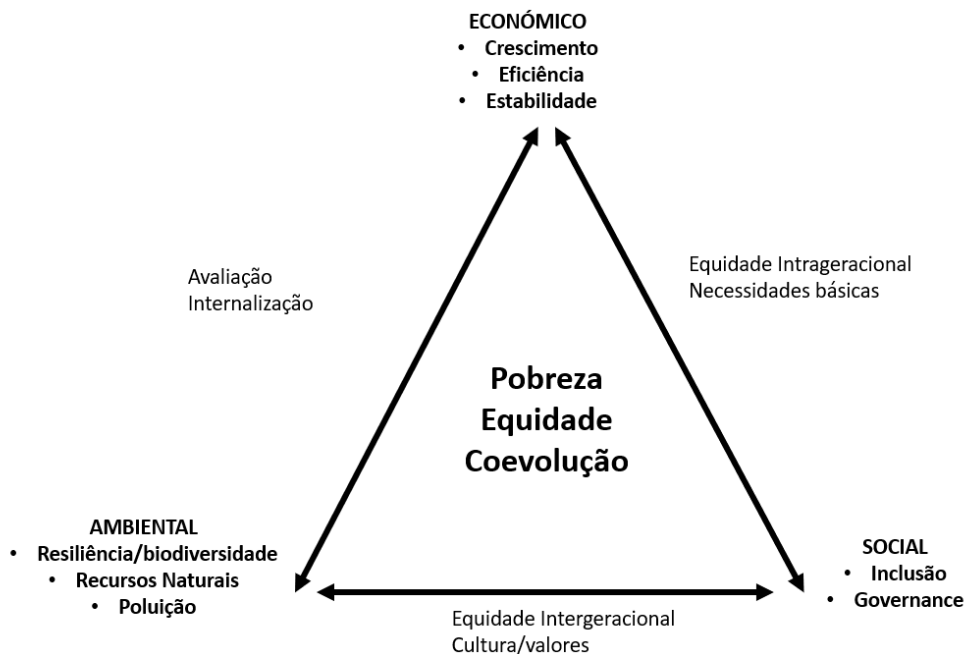 ECONÓMICO
• Crescimento
• Eficiência
• Estabilidade
Avaliação
Internalização
Equidade Intrageracional
Necessidades básicas
Pobreza
Equidade
Coevolução
AMBIENTAL
• Resiliência/biodiversidade
• Recursos Naturais
• Poluição
SOCIAL
• Inclusão
• Governance
Equidade Intergeracional
Cultura/valores